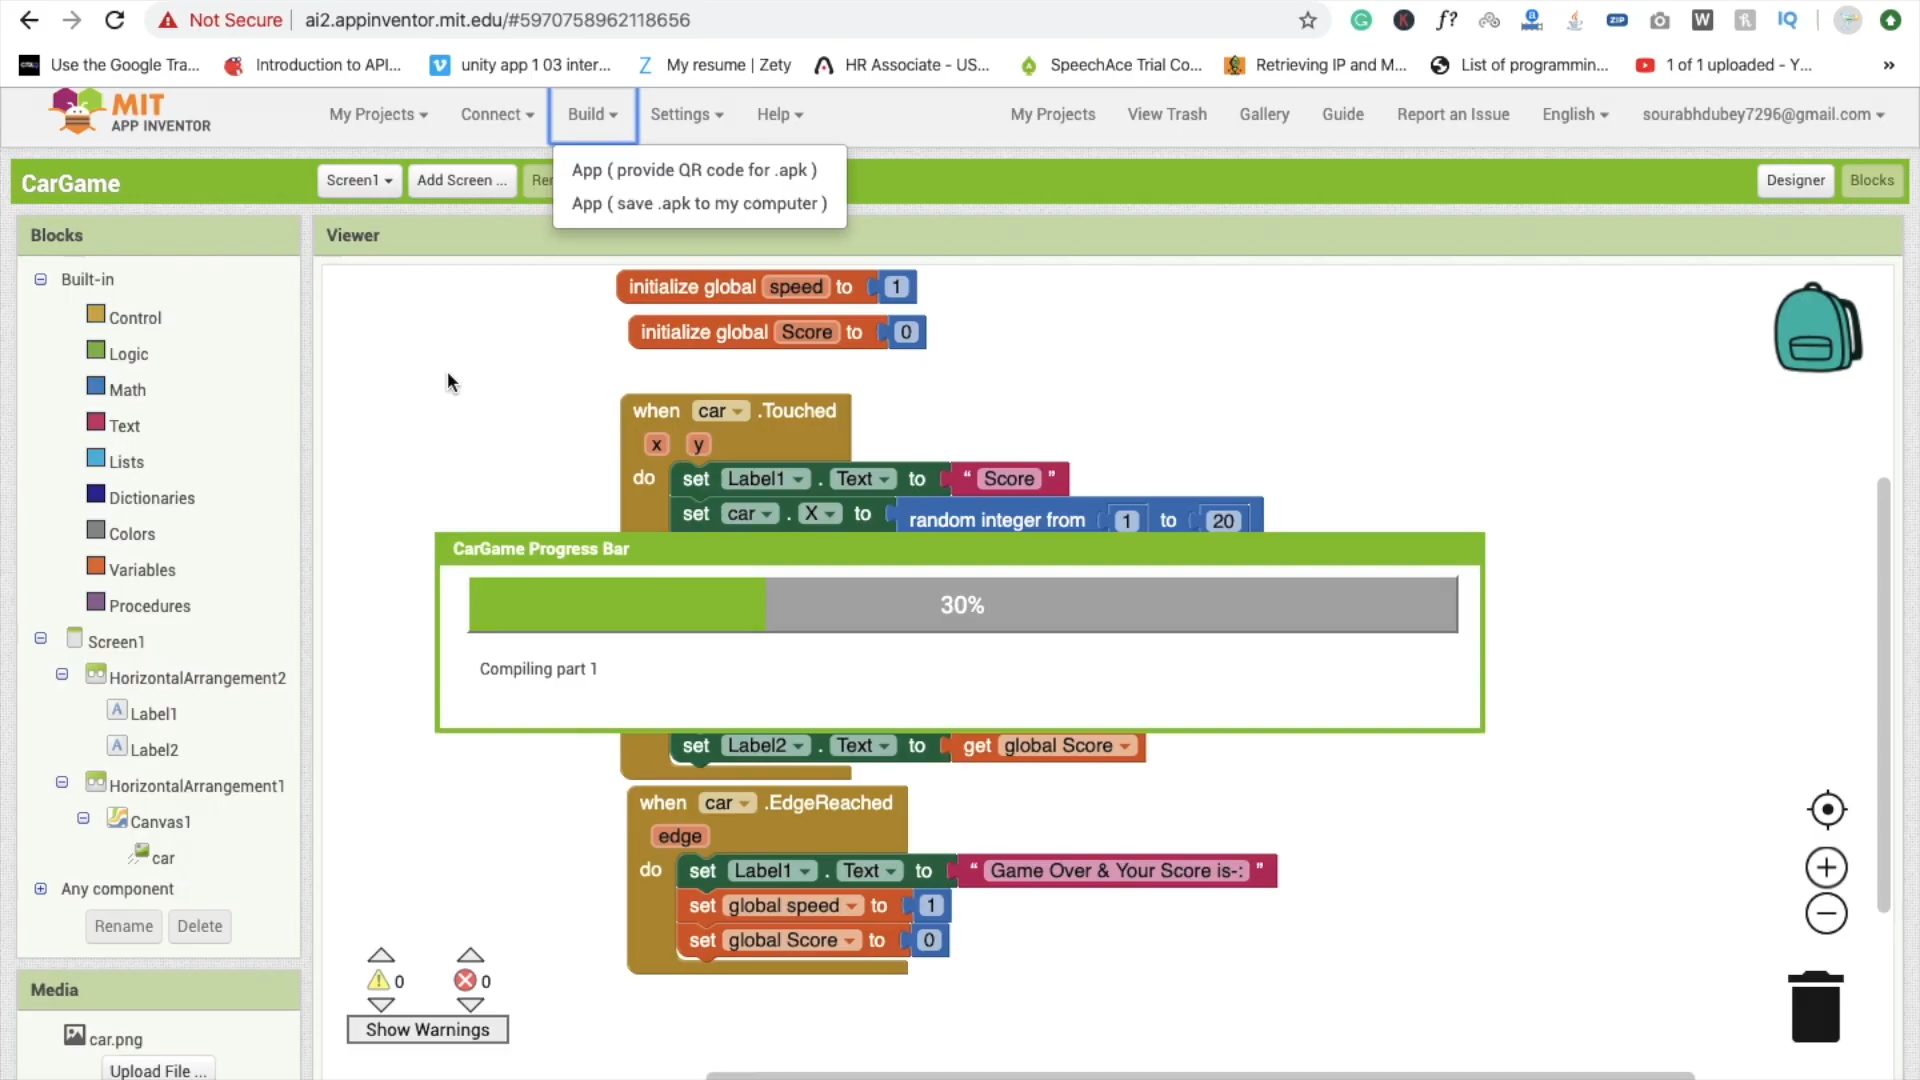 Not Secure ai2.appinventor.mit.edu/#5970758962118656
Use the Google Tra... Introduction to API... unity app 1 03 inter... My resume | Zety HR Associate - US... SpeechAce Trial Co... Retrieving IP and M... List of programmin... 1 of 1 uploaded - Y... »
MIT
APP INVENTOR
My Projects Connect Build Settings Help My Projects View Trash Gallery Guide Report an Issue English sourabhdubey7296@gmail.com
App ( provide QR code for .apk )
App ( save .apk to my computer )
CarGame Screen1 Add Screen ... Designer Blocks
Blocks
Viewer
Built-in
Control
Logic
Math
Text
Lists
Dictionaries
Colors
Variables
Procedures
Screen1
HorizontalArrangement2
A Label1
A Label2
HorizontalArrangement1
Canvas1
car
Any component
Rename Delete
Media
car.png
Upload File ...
initialize global speed to 1
initialize global Score to 0
when car .Touched
x y
do set Label1 . Text to " Score "
set car . X to random integer from 1 to 20
CarGame Progress Bar
30%
Compiling part 1
set Label2 . Text to get global Score
when car .EdgeReached
edge
do set Label1 . Text to " Game Over & Your Score is-: "
set global speed to 1
set global Score to 0
0 0
Show Warnings